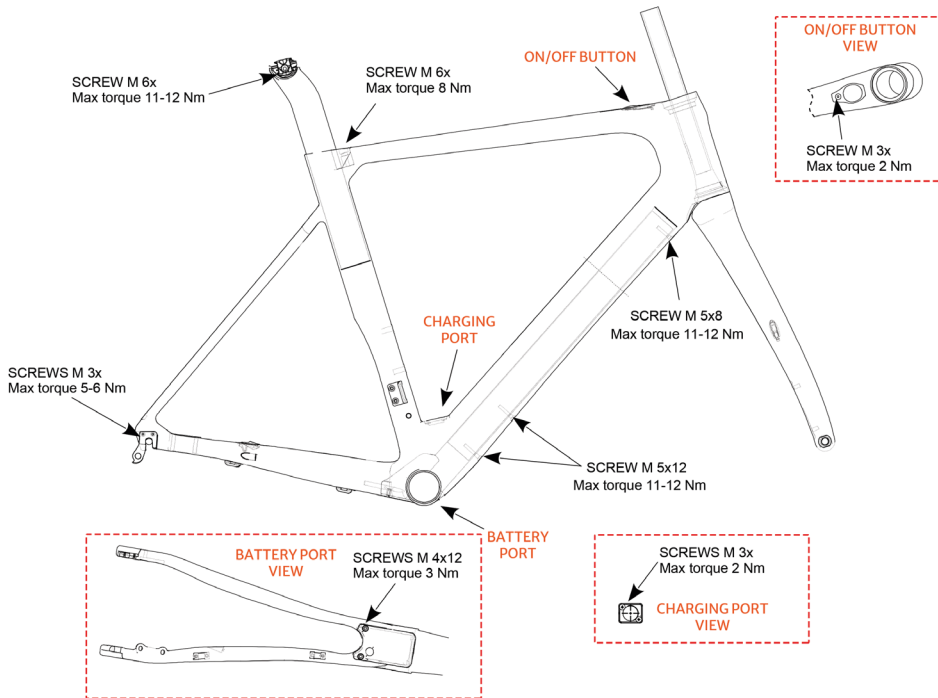 ON/OFF BUTTON
VIEW
SCREW M 3x
Max torque 2 Nm
ON/OFF BUTTON
SCREW M 6x
Max torque 11-12 Nm
SCREW M 6x
Max torque 8 Nm
SCREW M 5x8
Max torque 11-12 Nm
CHARGING
PORT
SCREWS M 3x
Max torque 5-6 Nm
SCREW M 5x12
Max torque 11-12 Nm
BATTERY
PORT
BATTERY PORT
VIEW
SCREWS M 4x12
Max torque 3 Nm
SCREWS M 3x
Max torque 2 Nm
CHARGING PORT
VIEW